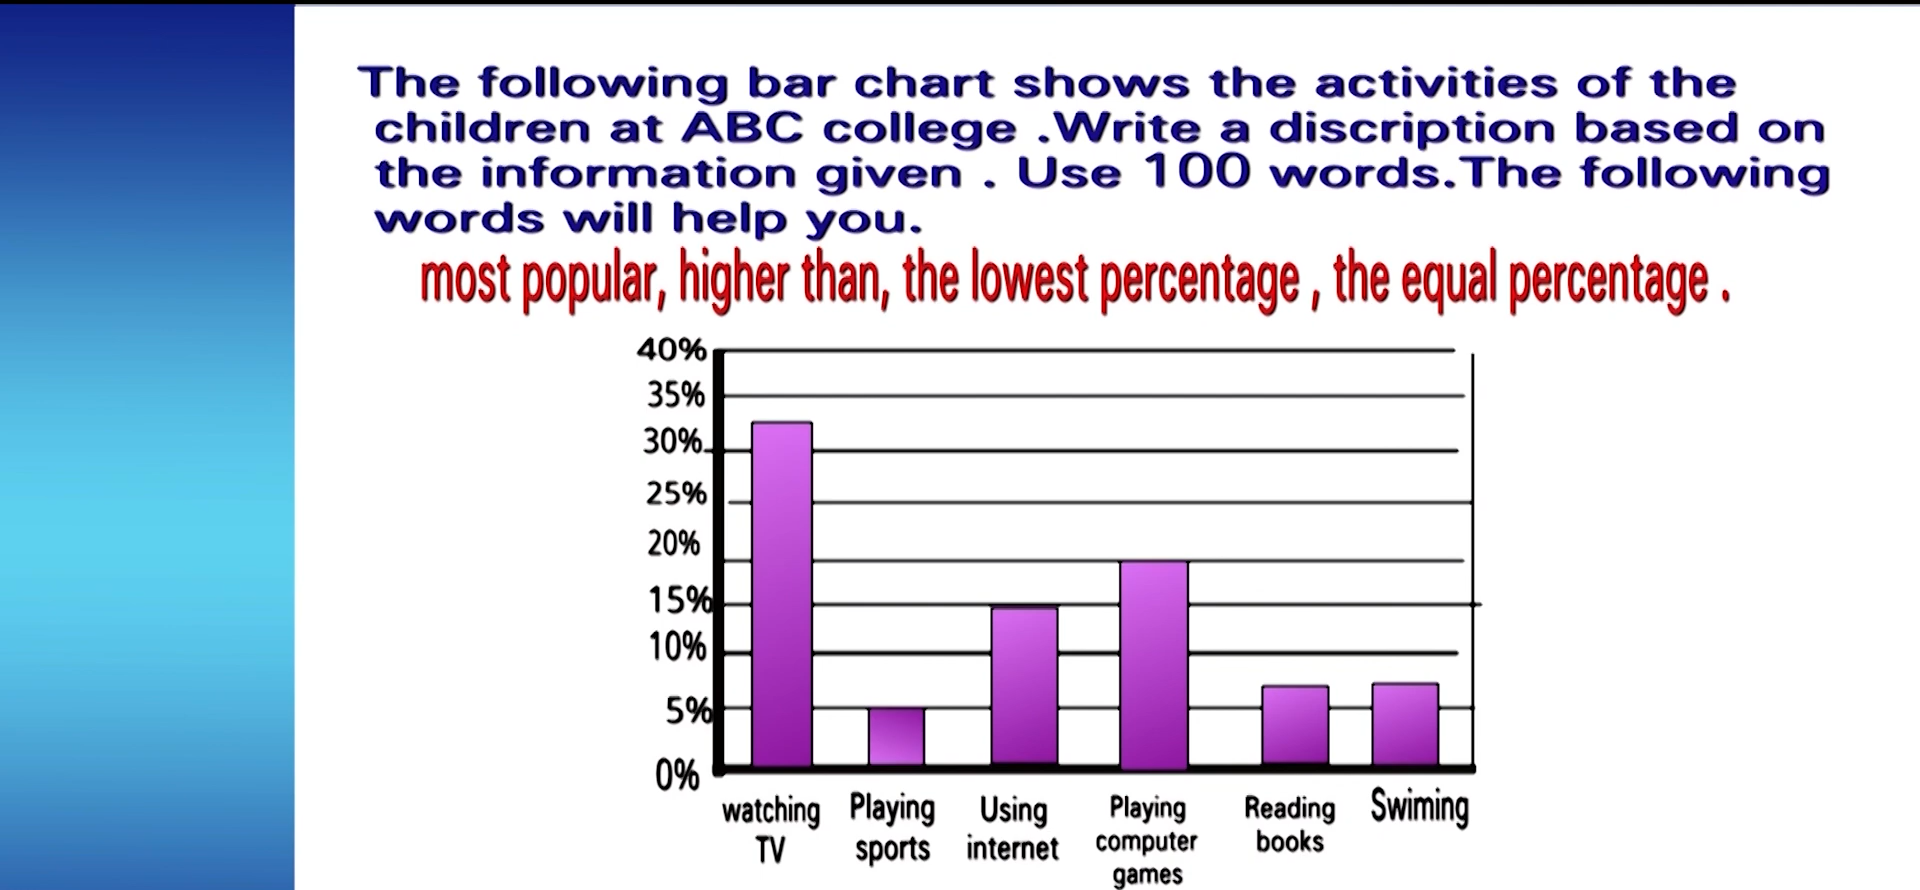 The following bar chart shows the activities of the
children at ABC college .Write a discription based on
the information given . Use 100 words.The following
words will help you.
most popular, higher than, the lowest percentage , the equal percentage .
40%
35%
30%
25%
20%
15%
10%
5%
0%
watching
TV
Playing
sports
Using
internet
Playing
computer
games
Reading
books
Swiming